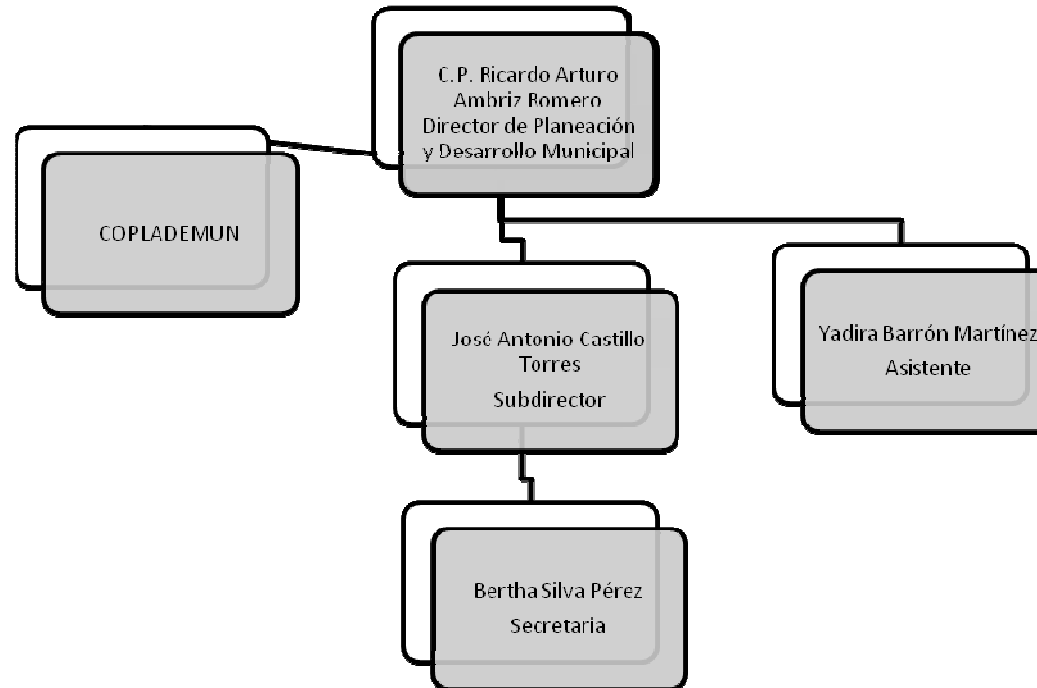 C.P. Ricardo Arturo
Ambriz Romero
Director de Planeación
y Desarrollo Municipal
COPLADEMUN
José Antonio Castillo
Torres
Subdirector
Yadira Barrón Martínez
Asistente
Bertha Silva Pérez
Secretaria